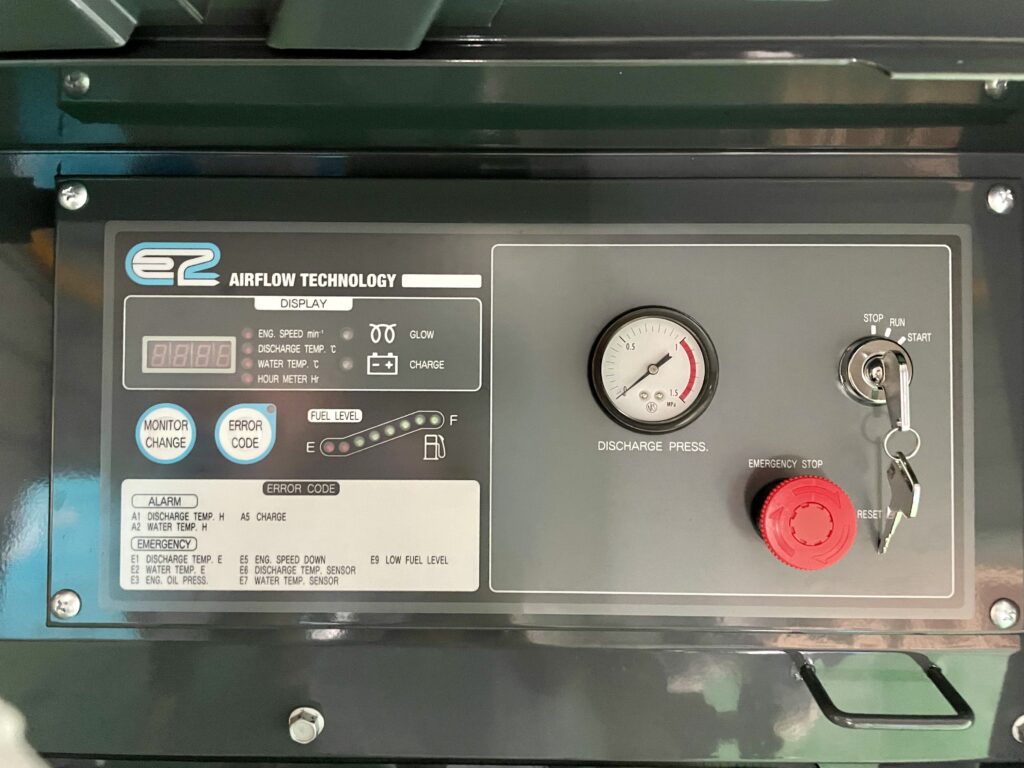 EZ AIRFLOW TECHNOLOGY
DISPLAY
ENG. SPEED min⁻¹
DISCHARGE TEMP. ℃
WATER TEMP. ℃
HOUR METER Hr
GLOW
CHARGE
MONITOR
CHANGE
ERROR
CODE
FUEL LEVEL
E
F
ERROR CODE
ALARM
A1 DISCHARGE TEMP. H A5 CHARGE
A2 WATER TEMP. H
EMERGENCY
E1 DISCHARGE TEMP. E E5 ENG. SPEED DOWN E9 LOW FUEL LEVEL
E2 WATER TEMP. E E6 DISCHARGE TEMP. SENSOR
E3 ENG. OIL PRESS. E7 WATER TEMP. SENSOR
0.5 1
0 1.5
MPa
DISCHARGE PRESS.
STOP
RUN
START
EMERGENCY STOP
RESET